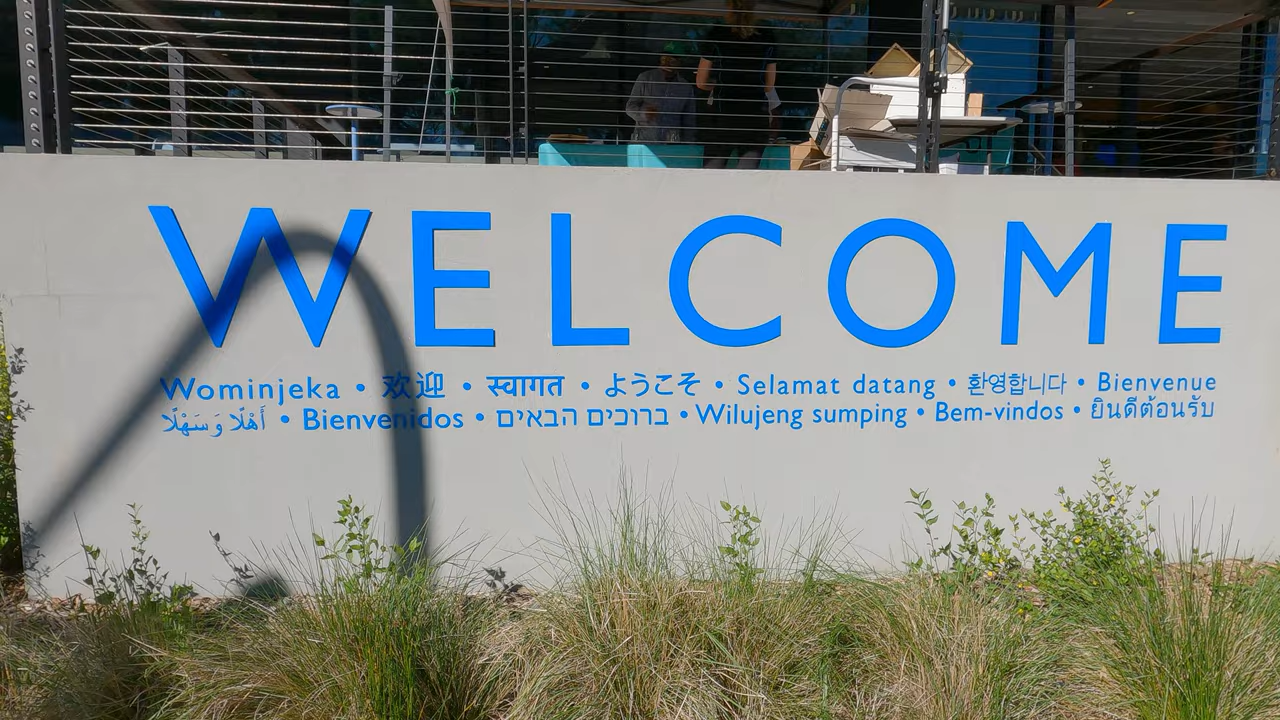 WELCOME
Wominjeka • 欢迎 • स्वागत • ようこそ • Selamat datang • 환영합니다 • Bienvenue
أَهْلًا وَسَهْلًا • Bienvenidos • ברוכים הבאים • Wilujeng sumping • Bem-vindos • ยินดีต้อนรับ